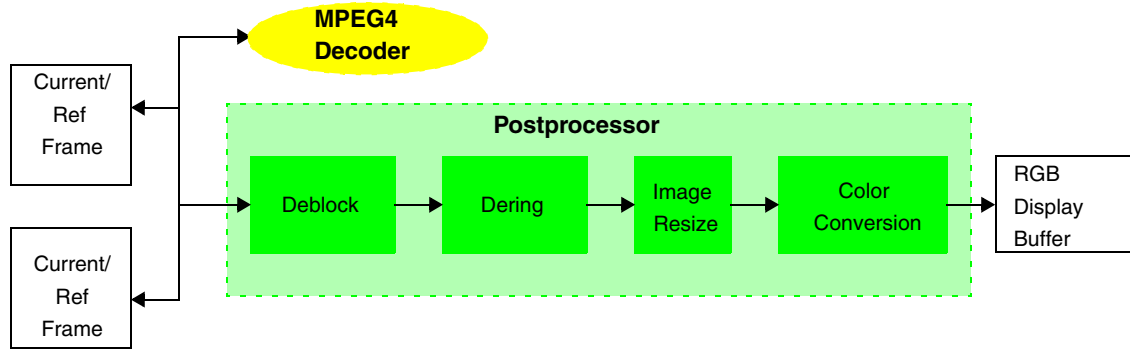 MPEG4
Decoder
Current/
Ref
Frame
Postprocessor
Deblock
Dering
Image
Resize
Color
Conversion
RGB
Display
Buffer
Current/
Ref
Frame